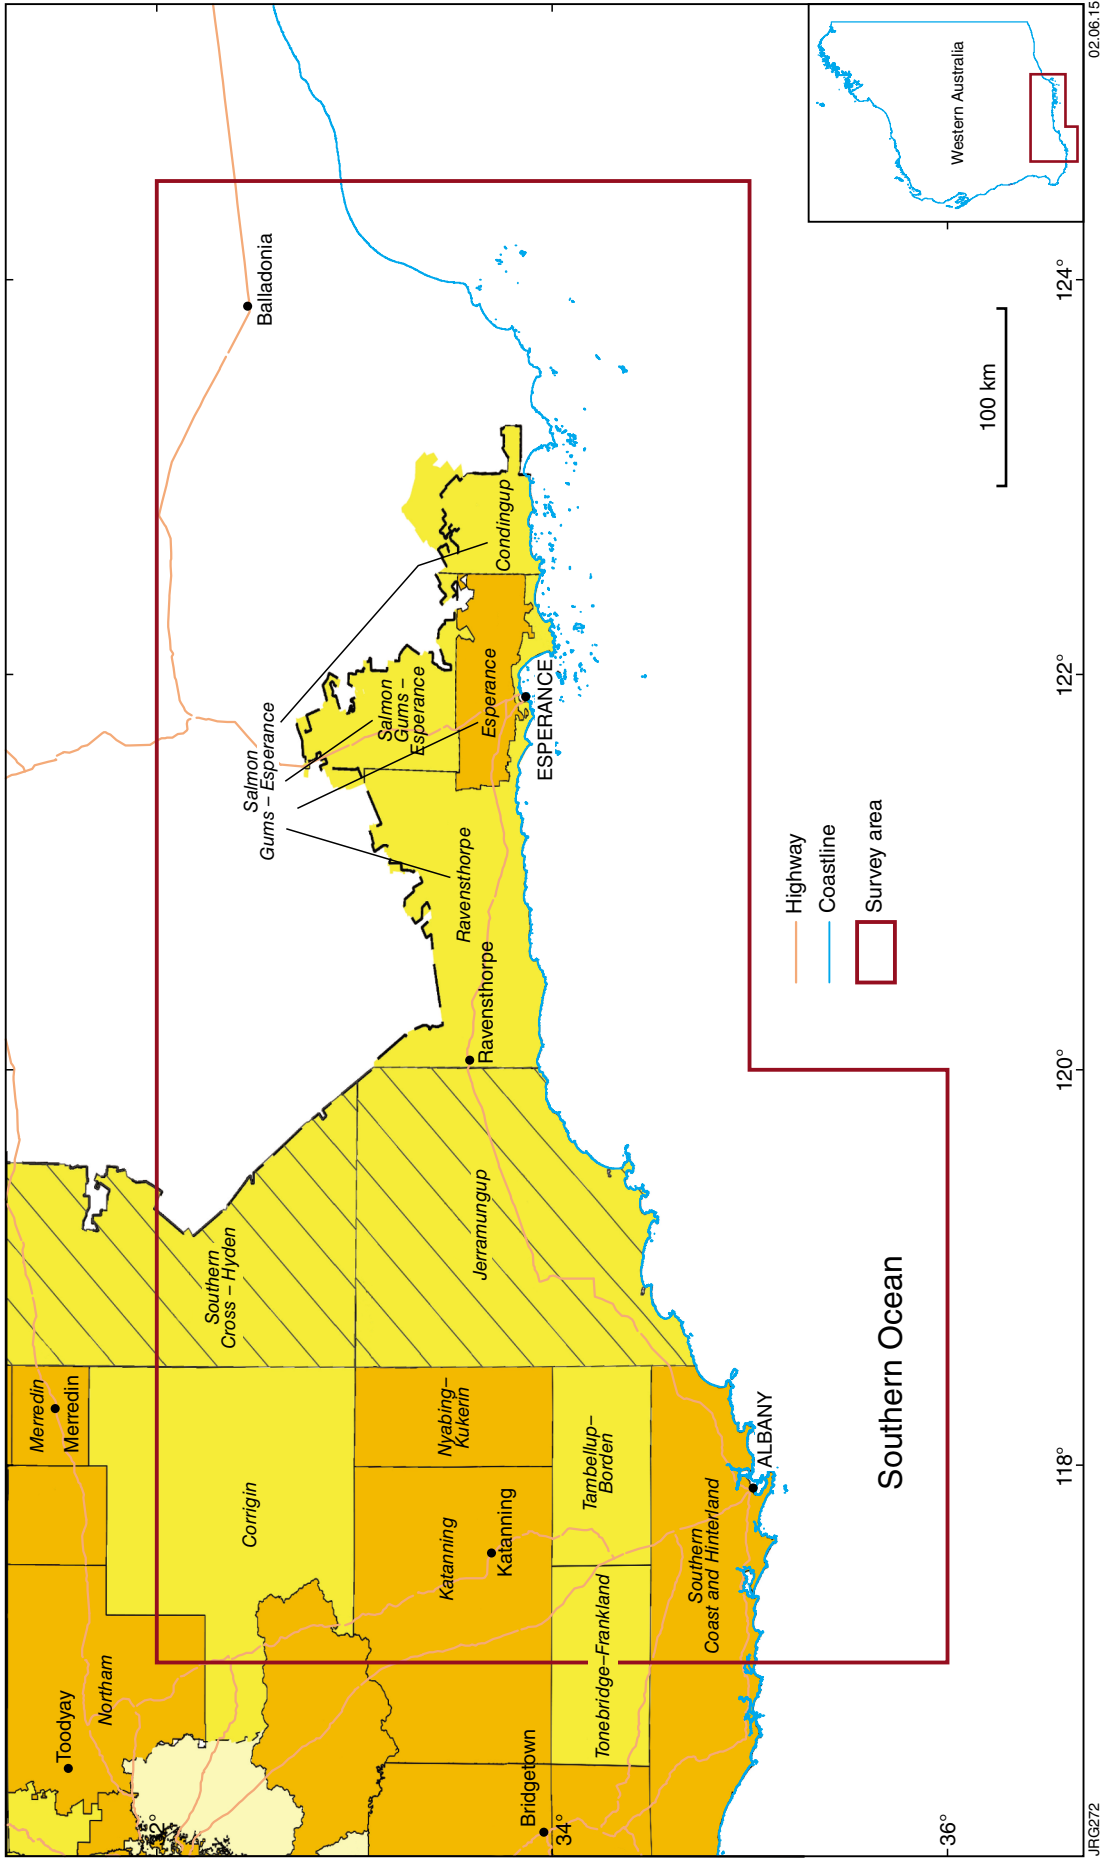 Balladonia
Salmon
Gums – Esperance
Condingup
Salmon
Gums –
Esperance
Esperance
ESPERANCE
Ravensthorpe
Ravensthorpe
Southern
Cross – Hyden
Jerramungup
Merredin
Merredin
Nyabing–
Kukerin
Corrigin
Tambellup–
Borden
Katanning
Katanning
Southern
Coast and Hinterland
ALBANY
Toodyay
Northam
Tonebridge–Frankland
Bridgetown
Southern Ocean
Highway
Coastline
Survey area
100 km
Western Australia
34°
36°
118°
120°
122°
124°
JRG272
02.06.15